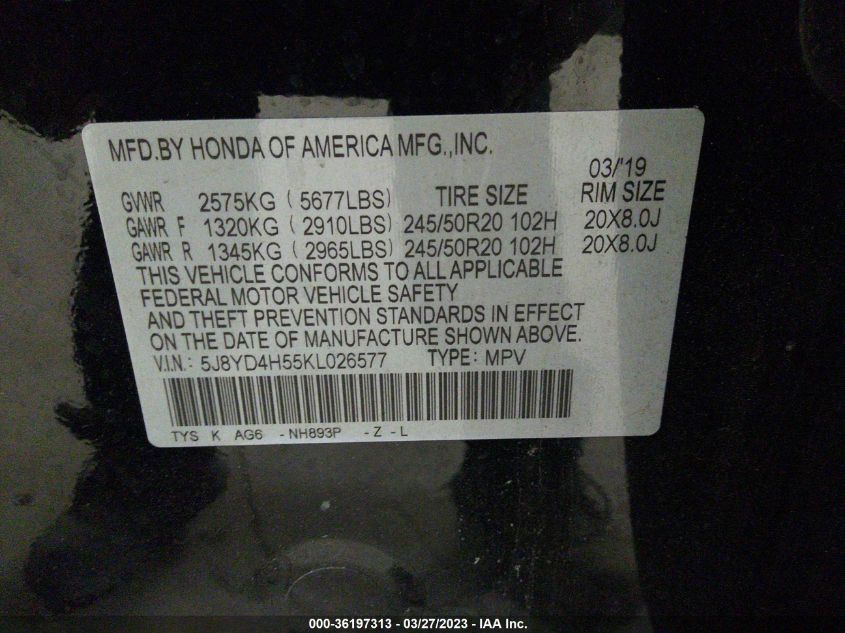 MFD.BY HONDA OF AMERICA MFG.,INC.
03/'19
GVWR 2575KG ( 5677LBS) TIRE SIZE RIM SIZE
GAWR F 1320KG ( 2910LBS) 245/50R20 102H 20X8.0J
GAWR R 1345KG ( 2965LBS) 245/50R20 102H 20X8.0J
THIS VEHICLE CONFORMS TO ALL APPLICABLE
FEDERAL MOTOR VEHICLE SAFETY
AND THEFT PREVENTION STANDARDS IN EFFECT
ON THE DATE OF MANUFACTURE SHOWN ABOVE.
V.I.N.: 5J8YD4H55KL026577 TYPE: MPV
TYS K AG6 -NH893P -Z -L
000-36197313 - 03/27/2023 - IAA Inc.